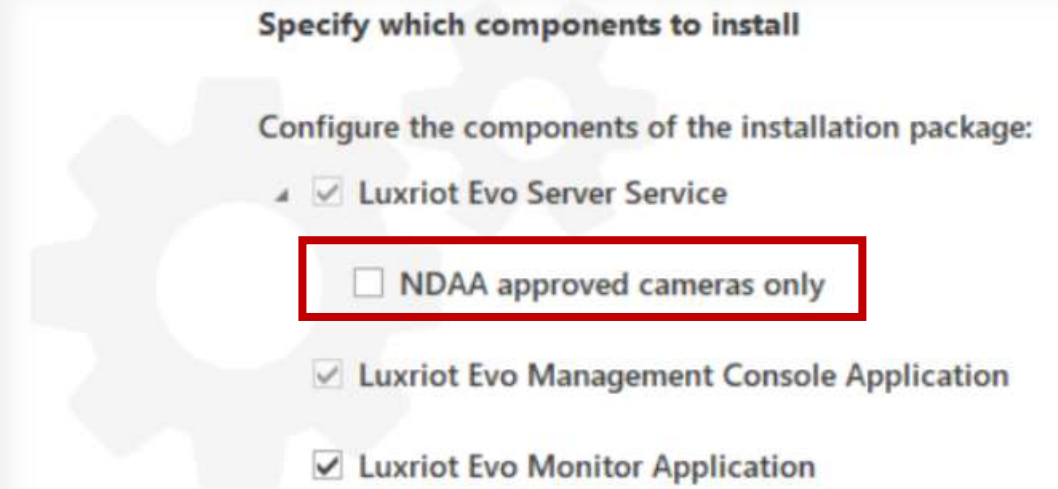 Specify which components to install
Configure the components of the installation package:
Luxriot Evo Server Service
NDAA approved cameras only
Luxriot Evo Management Console Application
Luxriot Evo Monitor Application